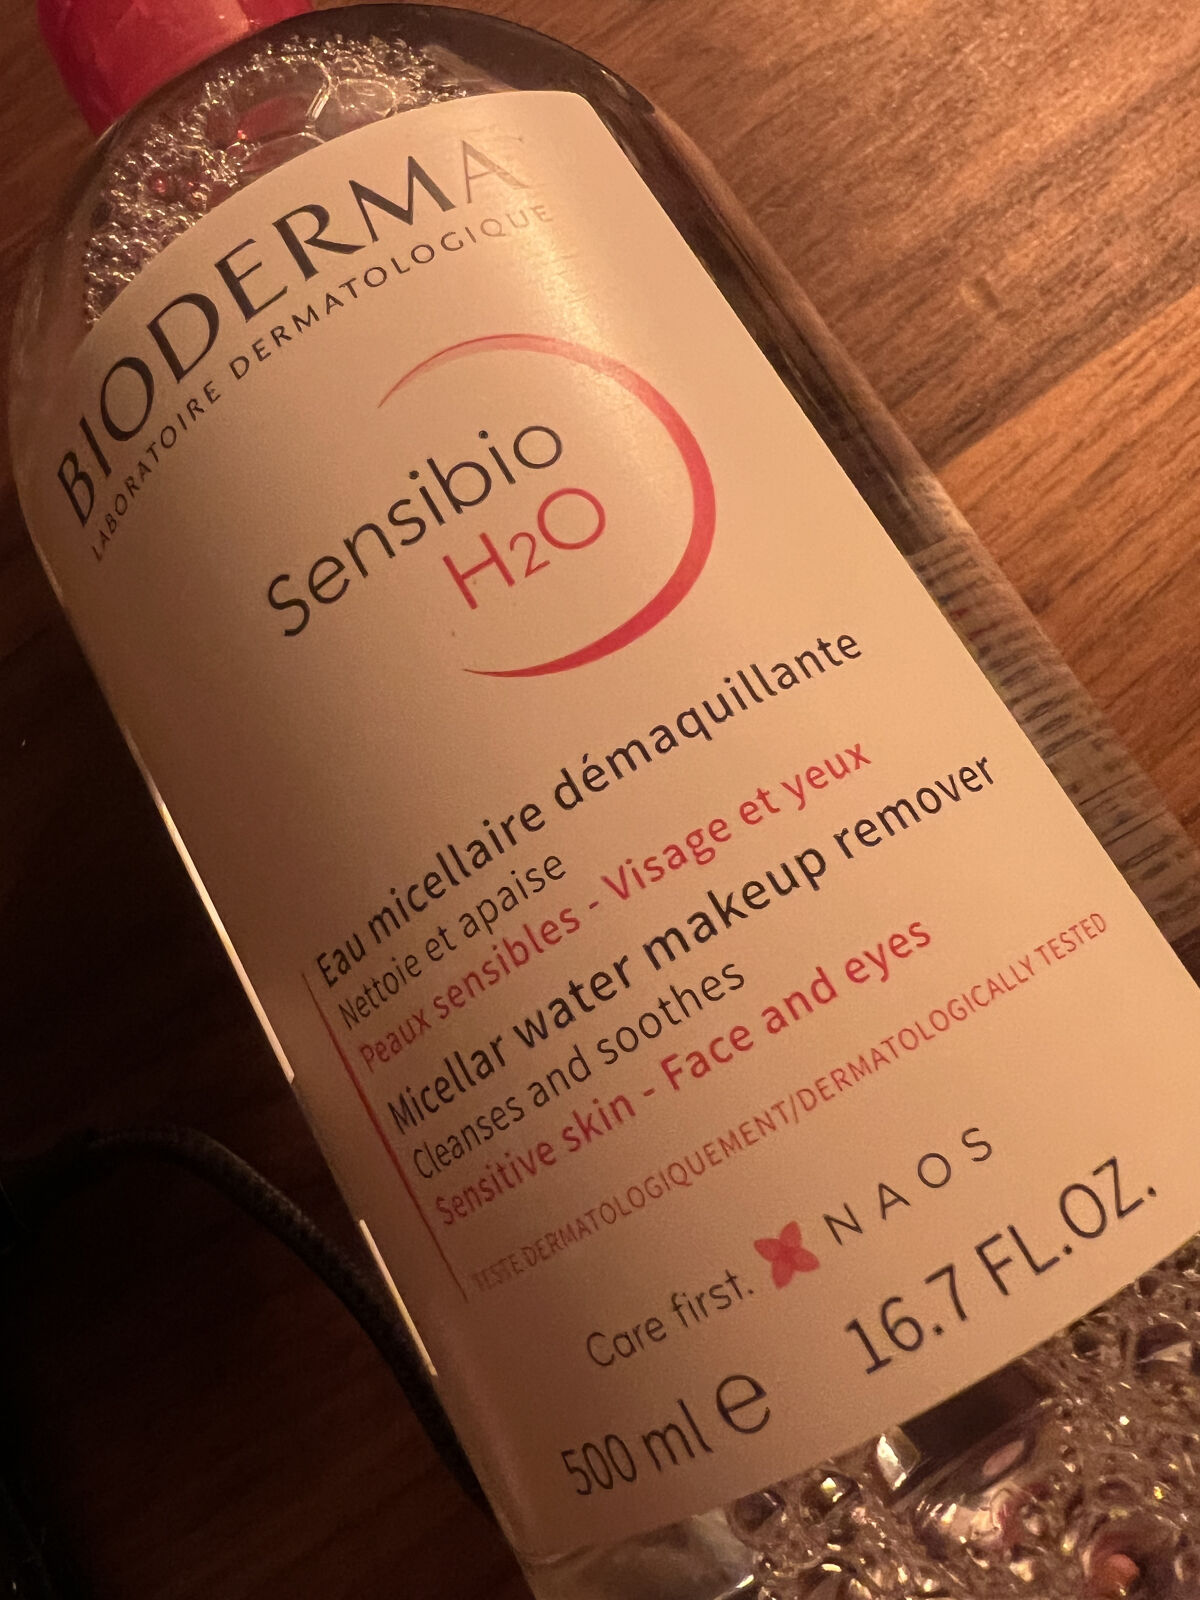 BIODERMA
LABORATOIRE DERMATOLOGIQUE
Sensibio
H2O
Eau micellaire démaquillante
Nettoie et apaise
Peaux sensibles - Visage et yeux
Micellar water makeup remover
Cleanses and soothes
Sensitive skin - Face and eyes
TESTÉ DERMATOLOGIQUEMENT/DERMATOLOGICALLY TESTED
Care first. NAOS
500 ml e 16.7 FL.OZ.